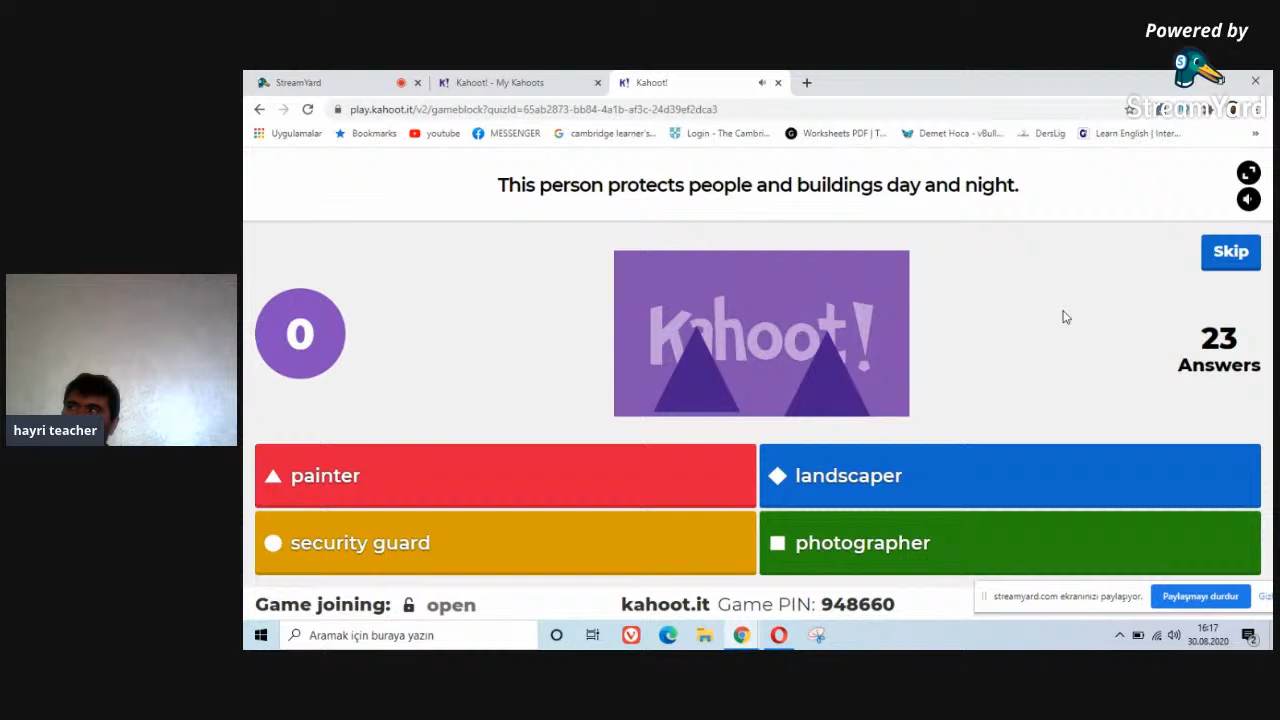 Powered by
StreamYard
StreamYard
Kahoot! - My Kahoots
Kahoot!
play.kahoot.it/v2/gameblock?quizId=65ab2873-bb84-4a1b-af3c-24d39ef2dca3
Uygulamalar
Bookmarks
youtube
MESSENGER
cambridge learner's...
Login - The Cambri...
Worksheets PDF | T...
Demet Hoca - vBull...
DersLig
Learn English | Inter...
This person protects people and buildings day and night.
Skip
0
Kahoot!
23
Answers
hayri teacher
painter
landscaper
security guard
photographer
Game joining: open
kahoot.it Game PIN: 948660
streamyard.com ekranınızı paylaşıyor.
Paylaşmayı durdur
Aramak için buraya yazın
16:17
30.08.2020
2